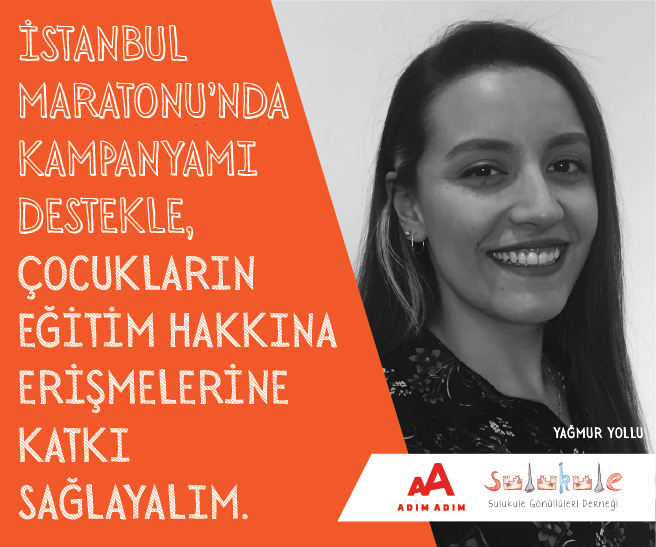 İSTANBUL
MARATONU'NDA
KAMPANYAMI
DESTEKLE,
ÇOCUKLARIN
EĞİTİM HAKKINA
ERİŞMELERİNE
KATKI
SAĞLAYALIM.
YAĞMUR YOLLU
AA
ADIM ADIM
sulukule
Sulukule Gönüllüleri Derneği